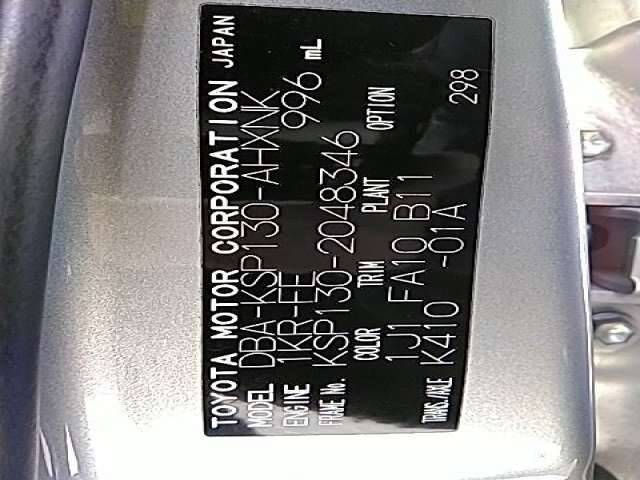 TOYOTA MOTOR CORPORATION JAPAN
MODEL DBA-KSP130-AHXNK
ENGINE 1KR-FE 996 mL
FRAME No. KSP130-2048346
COLOR TRIM PLANT OPTION
1J1 FA10 B11
TRANS./AXLE K410 -01A 298